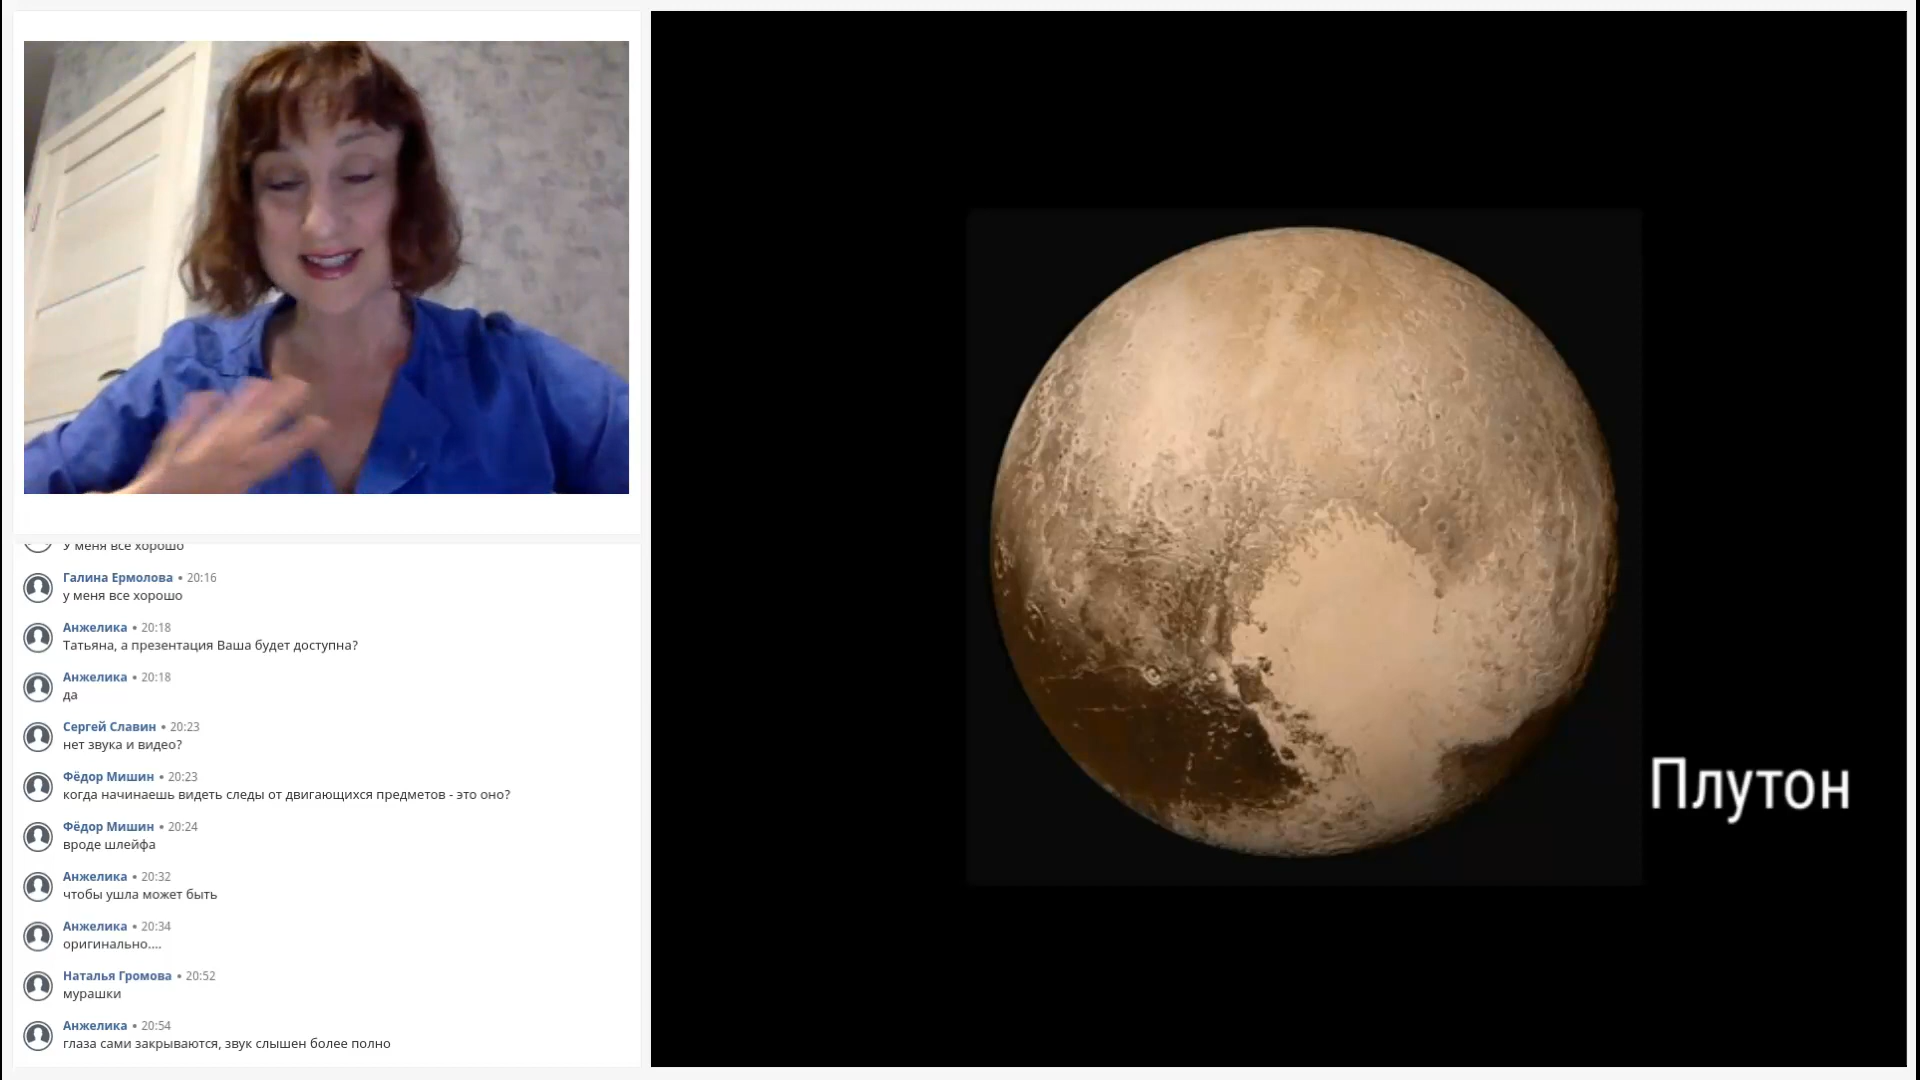 У меня все хорошо
Галина Ермолова • 20:16
у меня все хорошо
Анжелика • 20:18
Татьяна, а презентация Ваша будет доступна?
Анжелика • 20:18
да
Сергей Славин • 20:23
нет звука и видео?
Фёдор Мишин • 20:23
когда начинаешь видеть следы от двигающихся предметов - это оно?
Фёдор Мишин • 20:24
вроде шлейфа
Анжелика • 20:32
чтобы ушла может быть
Анжелика • 20:34
оригинально....
Наталья Громова • 20:52
мурашки
Анжелика • 20:54
глаза сами закрываются, звук слышен более полно
Плутон